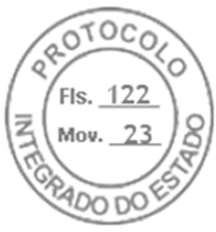 PROTOCOLO
Fls. 122
Mov. 23
INTEGRADO DO ESTADO